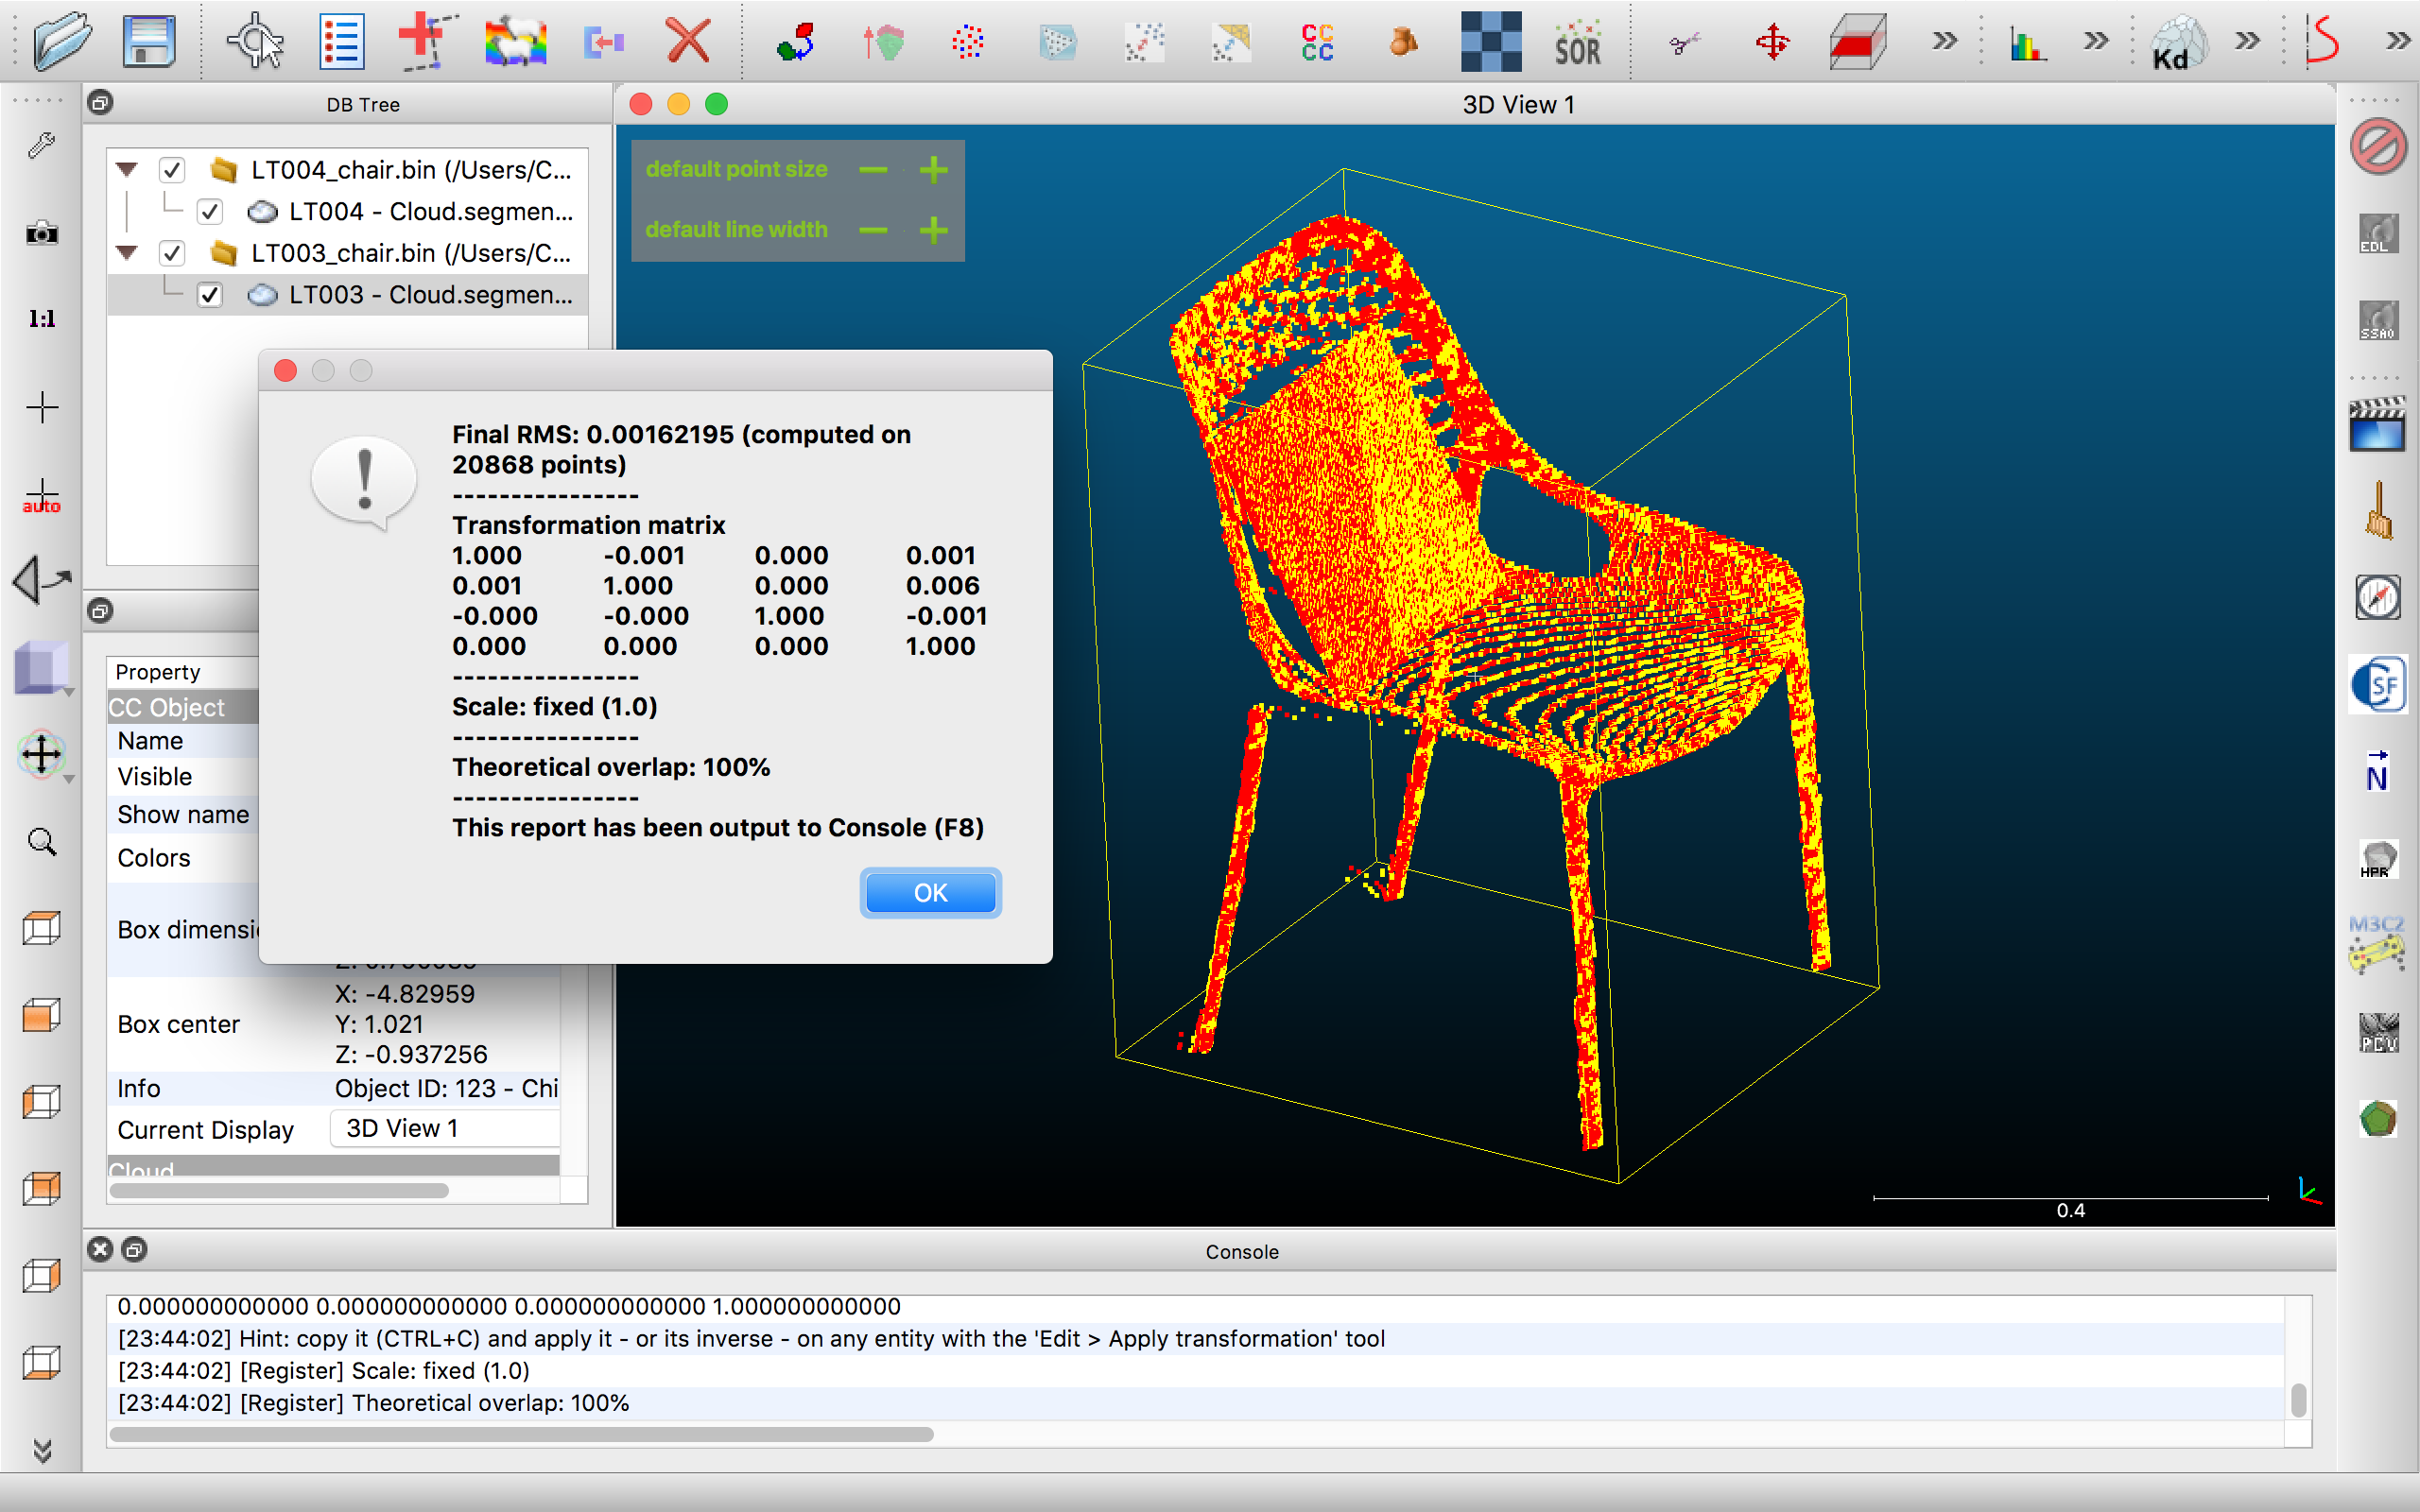 SOR
CC
CC
Kd
DB Tree
3D View 1
LT004_chair.bin (/Users/C...
LT004 - Cloud.segmen...
LT003_chair.bin (/Users/C...
LT003 - Cloud.segmen...
default point size
default line width
1:1
auto
EDL
SSAO
Final RMS: 0.00162195 (computed on
20868 points)
----------------
Transformation matrix
1.000 -0.001 0.000 0.001
0.001 1.000 0.000 0.006
-0.000 -0.000 1.000 -0.001
0.000 0.000 0.000 1.000
----------------
Scale: fixed (1.0)
----------------
Theoretical overlap: 100%
----------------
This report has been output to Console (F8)
OK
Property
CC Object
Name
Visible
Show name
Colors
Box dimensi
Box center
X: -4.82959
Y: 1.021
Z: -0.937256
Info
Object ID: 123 - Chi
Current Display
3D View 1
Cloud
SF
N
HPR
M3C2
PCV
0.4
Console
0.000000000000 0.000000000000 0.000000000000 1.000000000000
[23:44:02] Hint: copy it (CTRL+C) and apply it - or its inverse - on any entity with the 'Edit > Apply transformation' tool
[23:44:02] [Register] Scale: fixed (1.0)
[23:44:02] [Register] Theoretical overlap: 100%